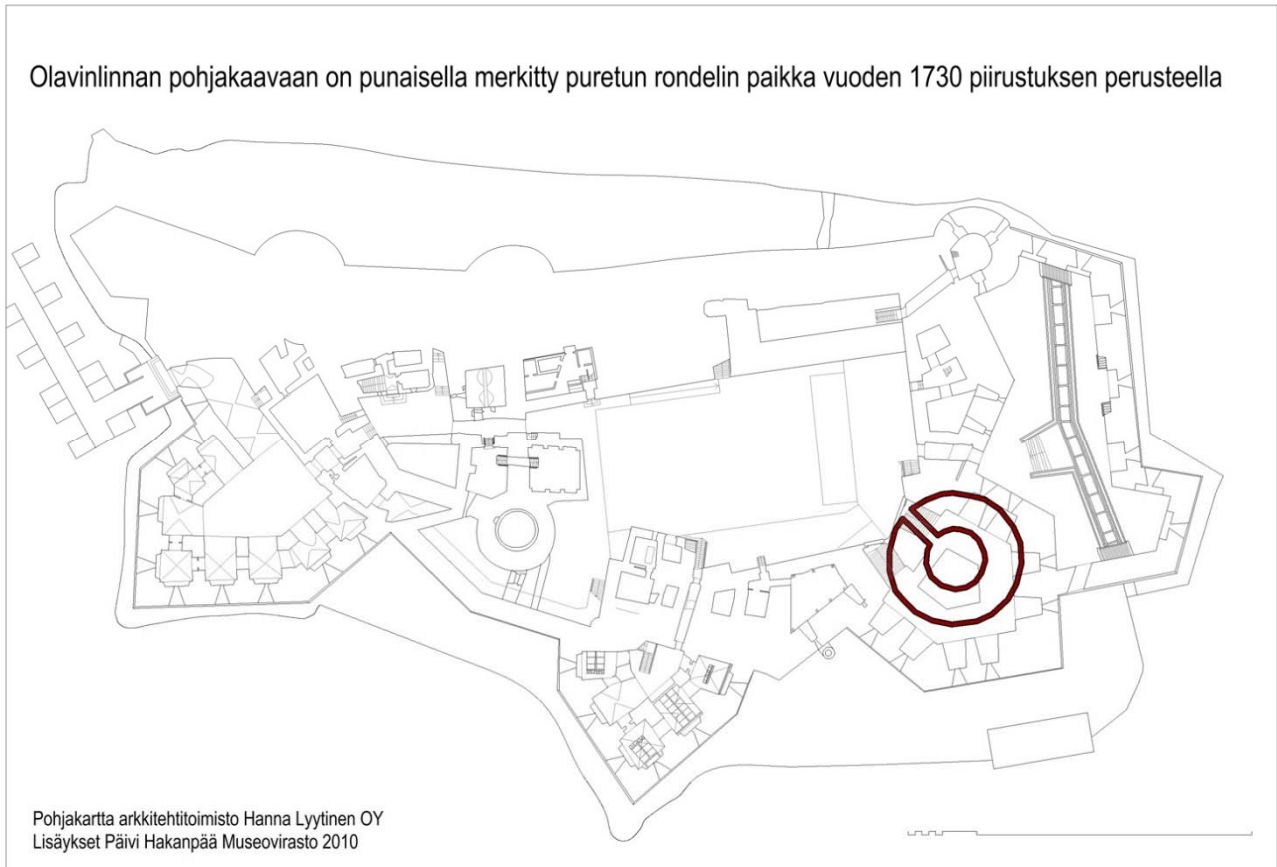 Olavinlinnan pohjakaavaan on punaisella merkitty puretun rondelin paikka vuoden 1730 piirustuksen perusteella
Pohjakartta arkkitehtitoimisto Hanna Lyytinen OY
Lisäykset Päivi Hakanpää Museovirasto 2010